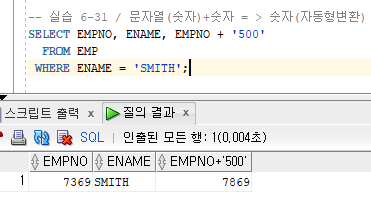 -- 실습 6-31 / 문자열(숫자)+숫자 = > 숫자(자동형변환)
SELECT EMPNO, ENAME, EMPNO + '500'
FROM EMP
WHERE ENAME = 'SMITH';
스크립트 출력 x 질의 결과 x
SQL | 인출된 모든 행: 1(0,004초)
EMPNO ENAME EMPNO+'500'
1 7369 SMITH 7869